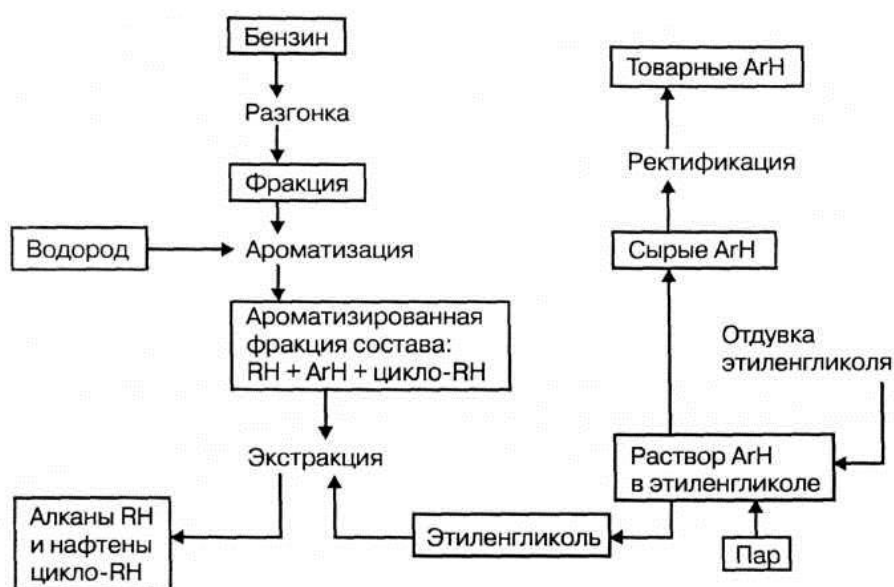 Бензин
Разгонка
Фракция
Водород
Ароматизация
Ароматизированная
фракция состава:
RH + ArH + цикло-RH
Экстракция
Алканы RH
и нафтены
цикло-RH
Этиленгликоль
Товарные ArH
Ректификация
Сырые ArH
Отдувка
этиленгликоля
Раствор ArH
в этиленгликоле
Пар